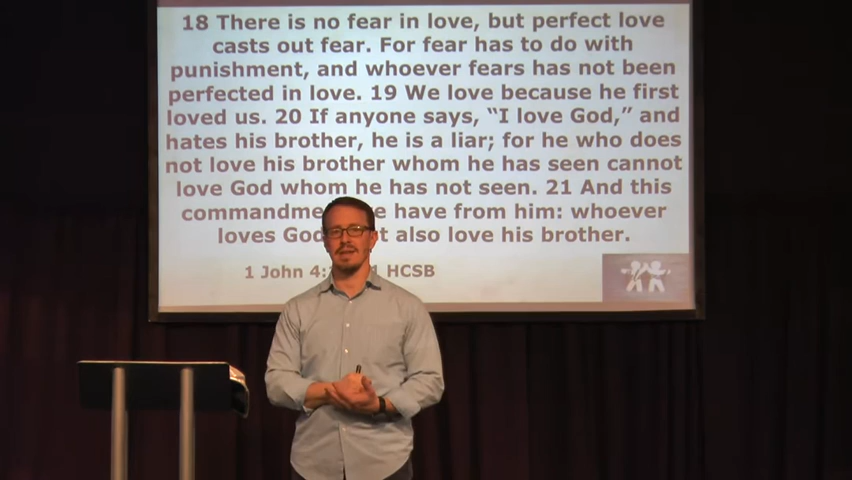 18 There is no fear in love, but perfect love
casts out fear. For fear has to do with
punishment, and whoever fears has not been
perfected in love. 19 We love because he first
loved us. 20 If anyone says, “I love God,” and
hates his brother, he is a liar; for he who does
not love his brother whom he has seen cannot
love God whom he has not seen. 21 And this
have from him: whoever
loves also love his brother.
1 John HCSB